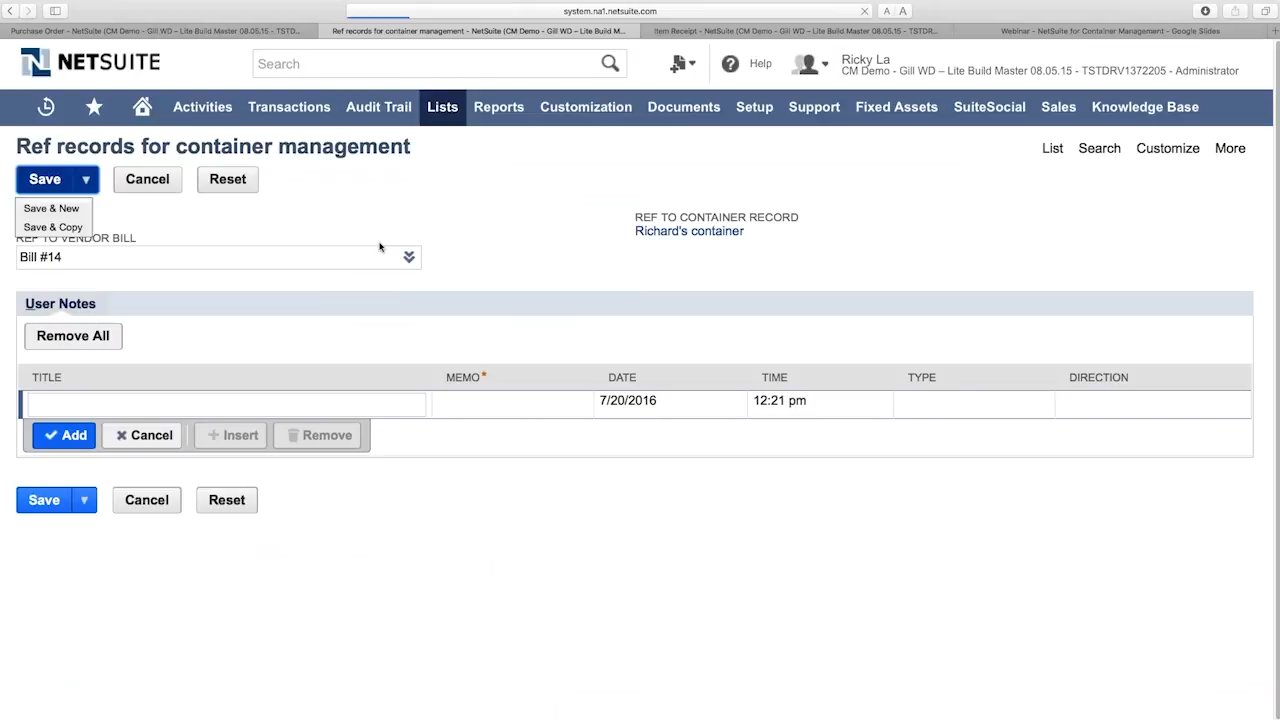 system.na1.netsuite.com
A A
Purchase Order - NetSuite (CM Demo - Gill WD – Lite Build Master 08.05.15 - TSTD...
Ref records for container management - NetSuite (CM Demo - Gill WD – Lite Build M...
Item Receipt - NetSuite (CM Demo - Gill WD – Lite Build Master 08.05.15 - TSTDR...
Webinar - NetSuite for Container Management - Google Slides
NETSUITE
Search
Help
Ricky La
CM Demo - Gill WD – Lite Build Master 08.05.15 - TSTDRV1372205 - Administrator
Activities Transactions Audit Trail Lists Reports Customization Documents Setup Support Fixed Assets SuiteSocial Sales Knowledge Base
Ref records for container management
List Search Customize More
Save Cancel Reset
Save & New
Save & Copy
REF TO VENDOR BILL
Bill #14
REF TO CONTAINER RECORD
Richard's container
User Notes
Remove All
TITLE MEMO DATE TIME TYPE DIRECTION
7/20/2016 12:21 pm
Add Cancel Insert Remove
Save Cancel Reset